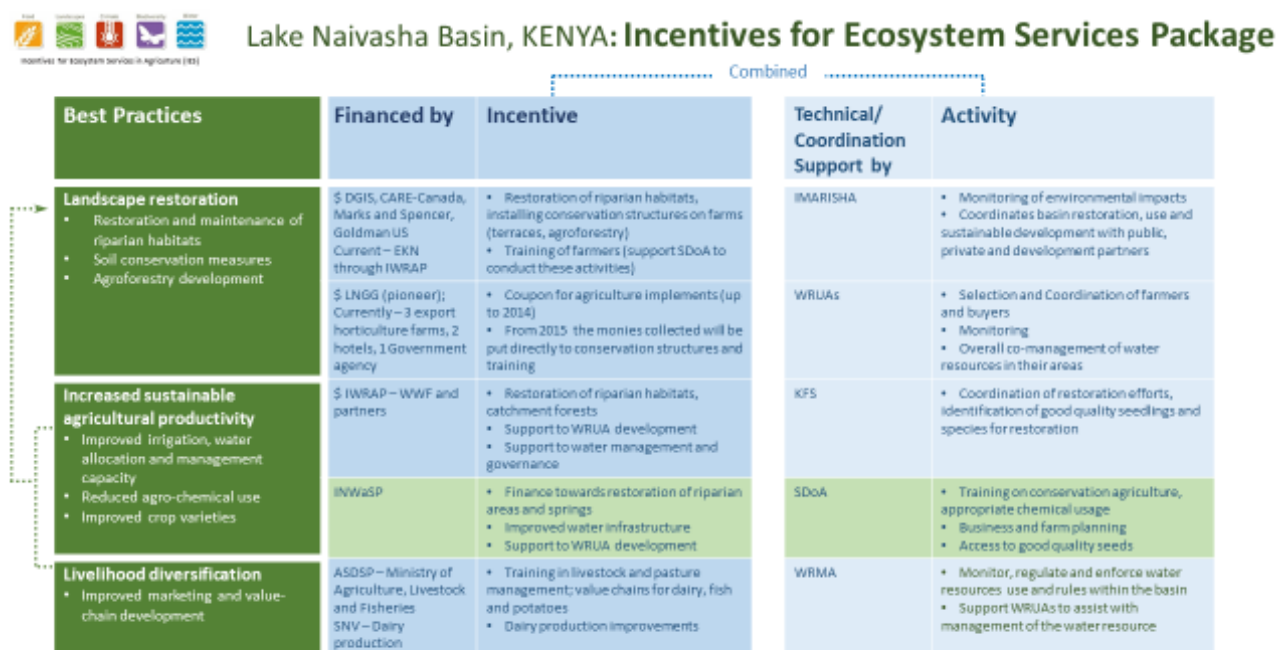 Food
Landscapes
Climate
Biodiversity
Water
Incentives for Ecosystem Services in Agriculture (IES)
Lake Naivasha Basin, KENYA: Incentives for Ecosystem Services Package
Combined
Best Practices
Financed by
Incentive
Technical/
Coordination
Support by
Activity
Landscape restoration
• Restoration and maintenance of
riparian habitats
• Soil conservation measures
• Agroforestry development
$ DGIS, CARE-Canada,
Marks and Spencer,
Goldman US
Current – EKN
through IWRAP
• Restoration of riparian habitats,
installing conservation structures on farms
(terraces, agroforestry)
• Training of farmers (support SDoA to
conduct these activities)
IMARISHA
• Monitoring of environmental impacts
• Coordinates basin restoration, use and
sustainable development with public,
private and development partners
$ LNGG (pioneer);
Currently – 3 export
horticulture farms, 2
hotels, 1 Government
agency
• Coupon for agriculture implements (up
to 2014)
• From 2015 the monies collected will be
put directly to conservation structures and
training
WRUAs
• Selection and Coordination of farmers
and buyers
• Monitoring
• Overall co-management of water
resources in their areas
Increased sustainable
agricultural productivity
• Improved irrigation, water
allocation and management
capacity
• Reduced agro-chemical use
• Improved crop varieties
$ IWRAP – WWF and
partners
• Restoration of riparian habitats,
catchment forests
• Support to WRUA development
• Support to water management and
governance
KFS
• Coordination of restoration efforts,
identification of good quality seedlings and
species for restoration
INWaSP
• Finance towards restoration of riparian
areas and springs
• Improved water infrastructure
• Support to WRUA development
SDoA
• Training on conservation agriculture,
appropriate chemical usage
• Business and farm planning
• Access to good quality seeds
Livelihood diversification
• Improved marketing and value-
chain development
ASDSP – Ministry of
Agriculture, Livestock
and Fisheries
SNV – Dairy
production
• Training in livestock and pasture
management; value chains for dairy, fish
and potatoes
• Dairy production improvements
WRMA
• Monitor, regulate and enforce water
resources use and rules within the basin
• Support WRUAs to assist with
management of the water resource